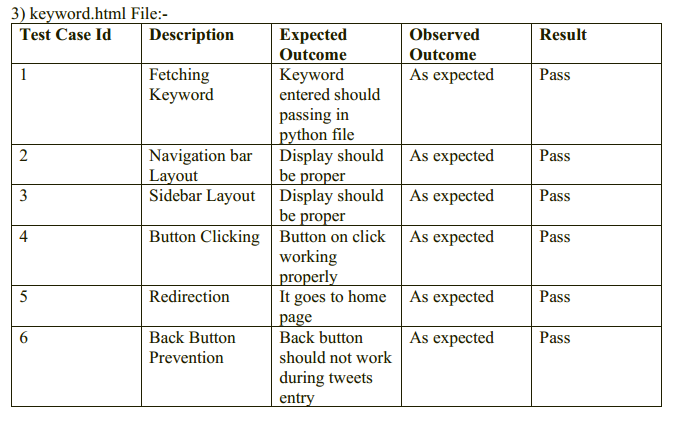 3) keyword.html File:-
Test Case Id Description Expected Observed Result
Outcome Outcome
1 Fetching Keyword As expected Pass
Keyword entered should
passing in
python file
2 Navigation bar Display should As expected Pass
Layout be proper
3 Sidebar Layout Display should As expected Pass
be proper
4 Button Clicking Button on click As expected Pass
working
properly
5 Redirection It goes to home As expected Pass
page
6 Back Button Back button As expected Pass
Prevention should not work
during tweets
entry